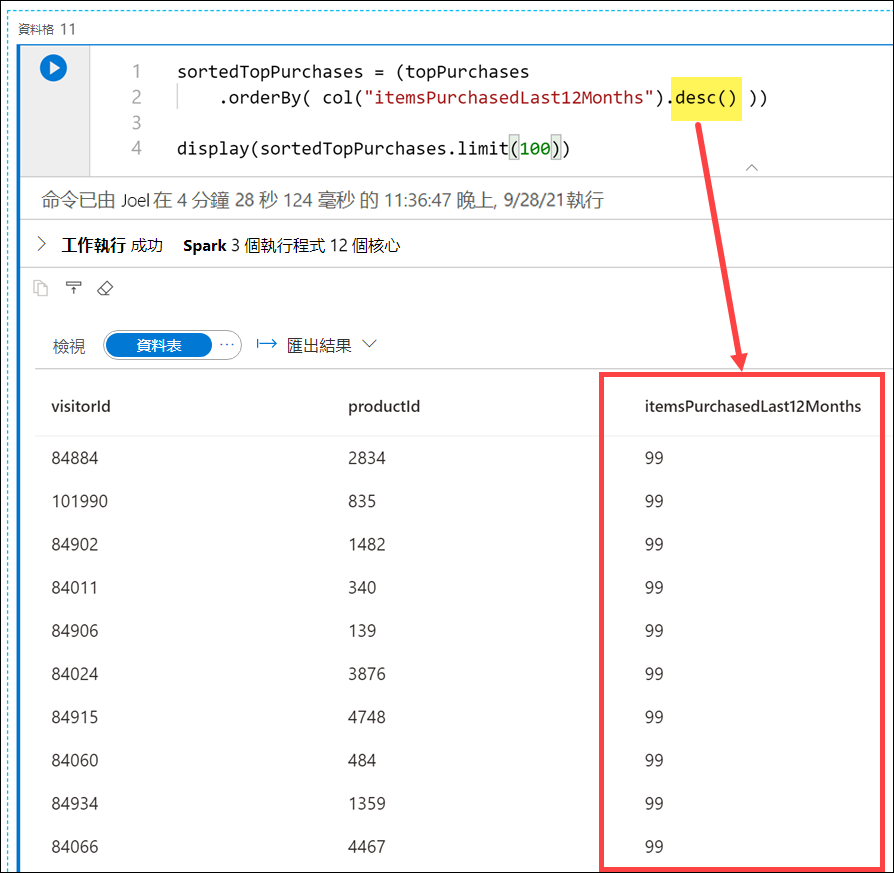 資料格 11
1 sortedTopPurchases = (topPurchases
2 .orderBy( col("itemsPurchasedLast12Months").desc() ))
3
4 display(sortedTopPurchases.limit(100))
命令已由 Joel 在 4 分鐘 28 秒 124 毫秒 的 11:36:47 晚上, 9/28/21執行
工作執行 成功 Spark 3 個執行程式 12 個核心
檢視 資料表 ··· 匯出結果
visitorId productId itemsPurchasedLast12Months
84884 2834 99
101990 835 99
84902 1482 99
84011 340 99
84906 139 99
84024 3876 99
84915 4748 99
84060 484 99
84934 1359 99
84066 4467 99